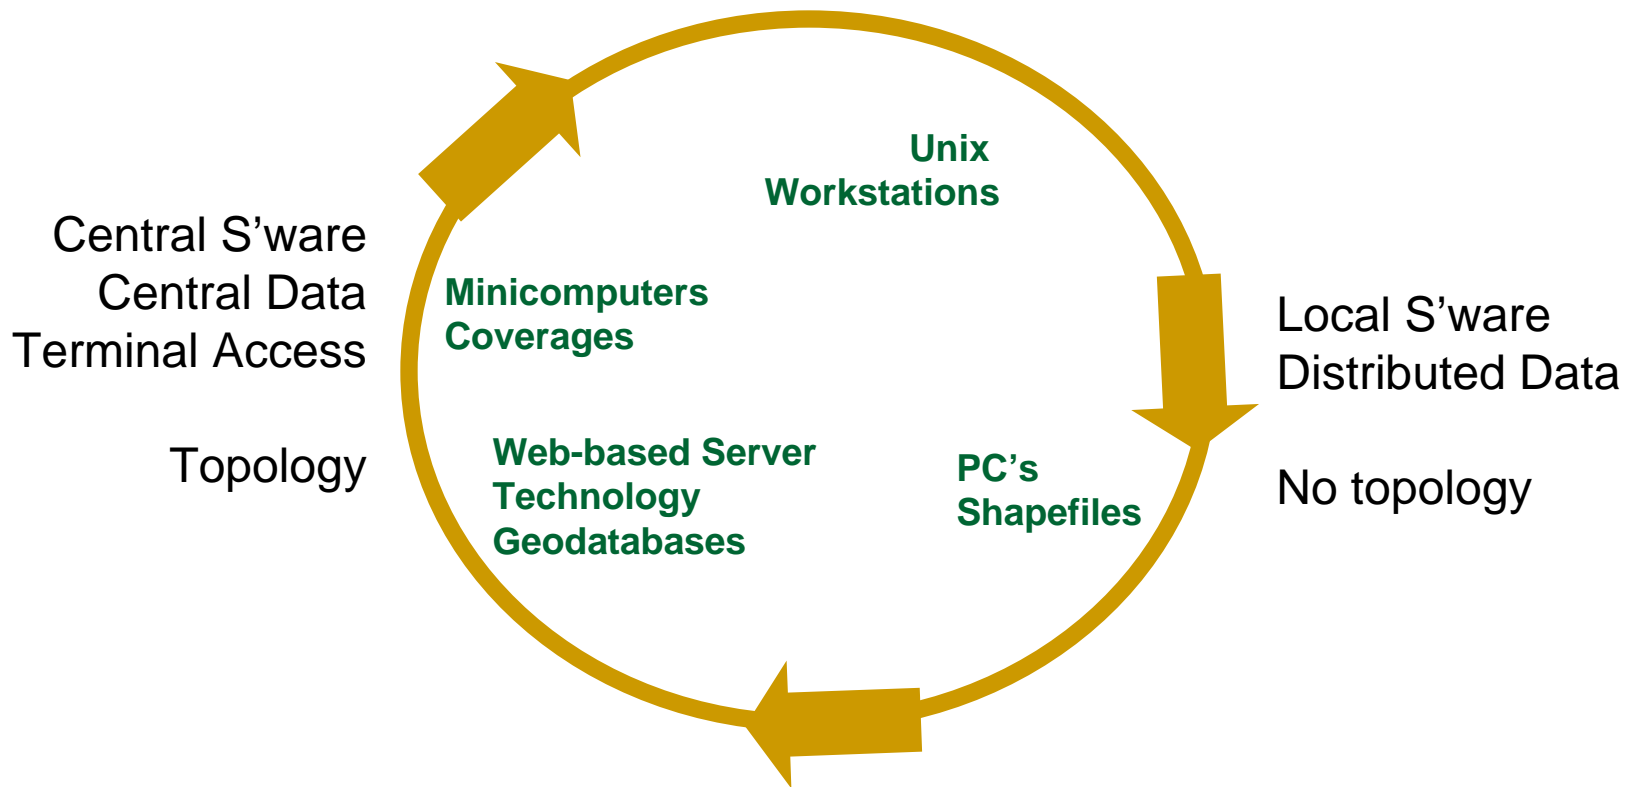 Unix
Workstations
Central S’ware
Central Data
Terminal Access
Topology
Minicomputers
Coverages
Web-based Server
Technology
Geodatabases
PC’s
Shapefiles
Local S’ware
Distributed Data
No topology